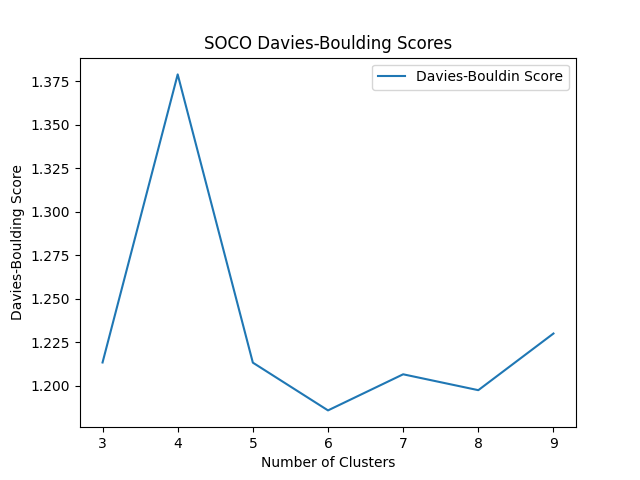 SOCO Davies-Boulding Scores
Davies-Bouldin Score
Davies-Boulding Score
1.375
1.350
1.325
1.300
1.275
1.250
1.225
1.200
3 4 5 6 7 8 9
Number of Clusters